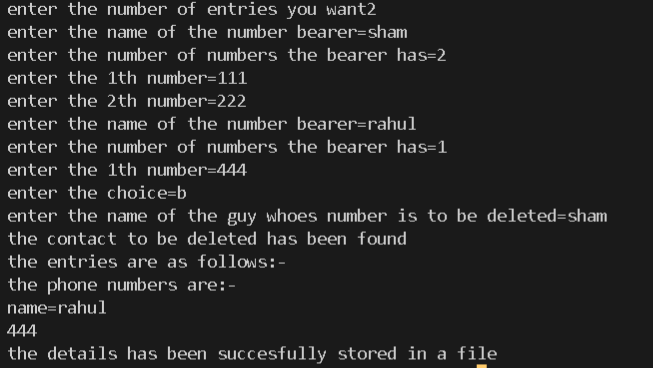 enter the number of entries you want2
enter the name of the number bearer=sham
enter the number of numbers the bearer has=2
enter the 1th number=111
enter the 2th number=222
enter the name of the number bearer=rahul
enter the number of numbers the bearer has=1
enter the 1th number=444
enter the choice=b
enter the name of the guy whoes number is to be deleted=sham
the contact to be deleted has been found
the entries are as follows:-
the phone numbers are:-
name=rahul
444
the details has been succesfully stored in a file